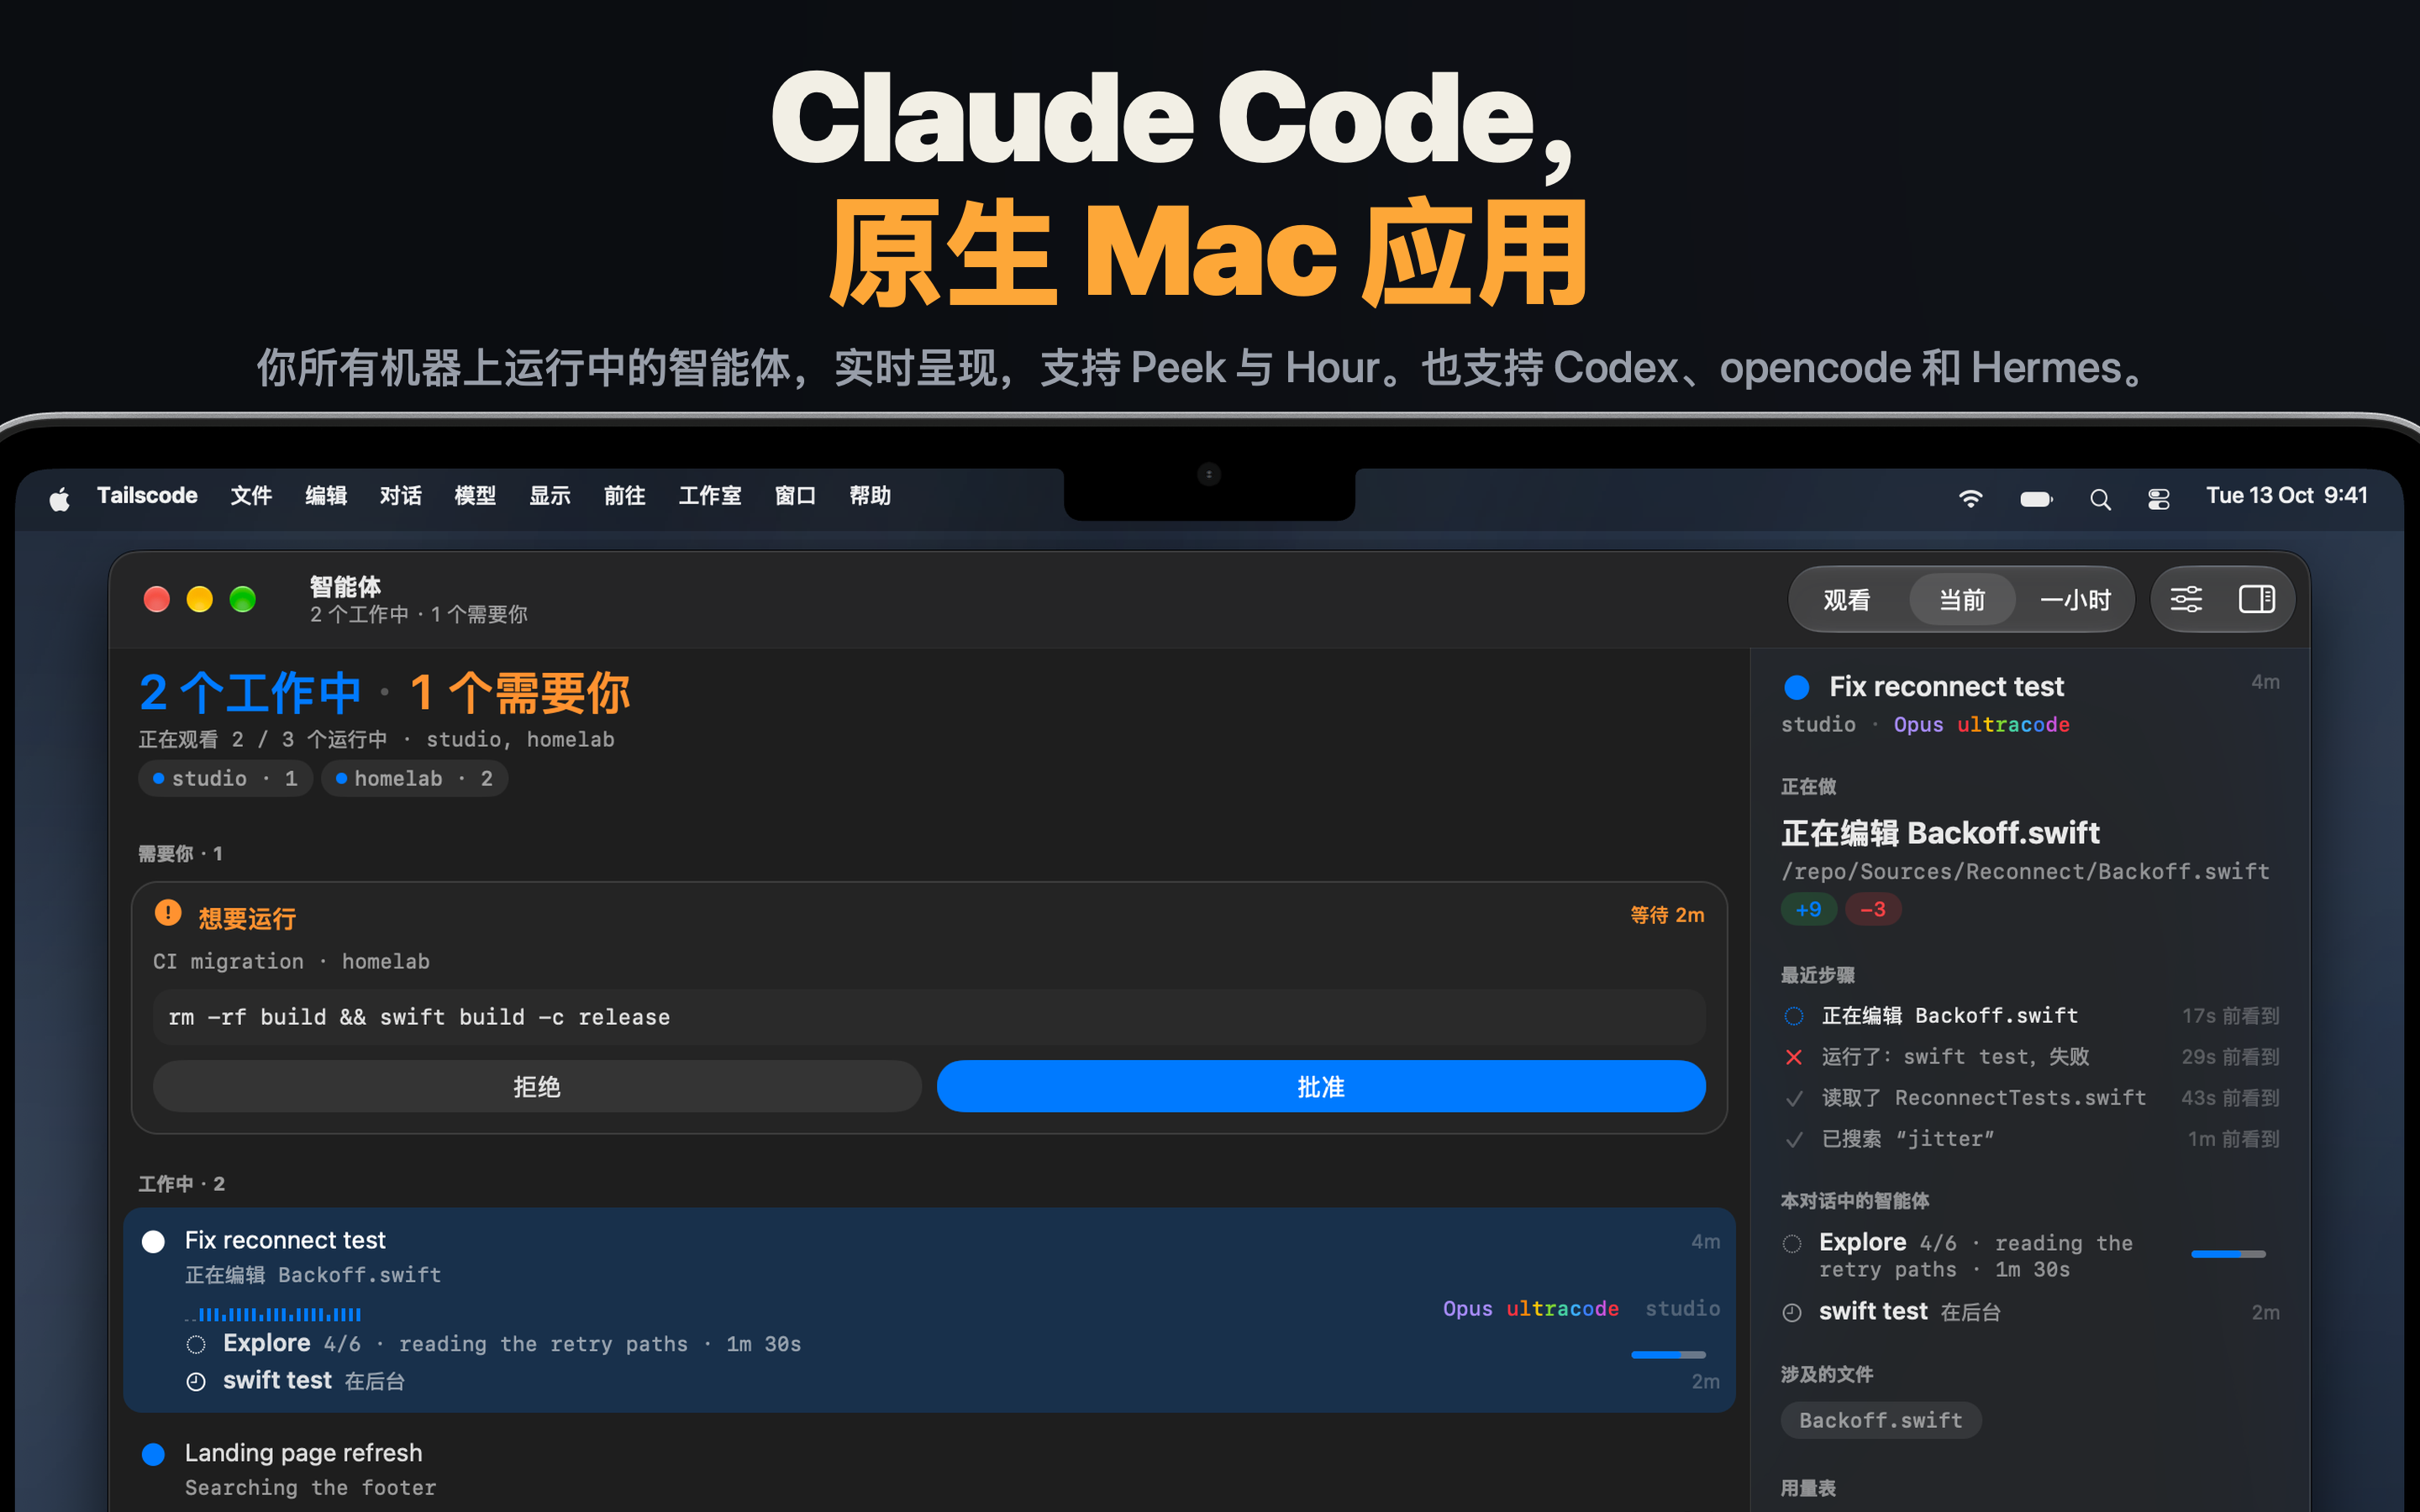 Claude Code,
原生 Mac 应用
你所有机器上运行中的智能体，实时呈现，支持 Peek 与 Hour。也支持 Codex、opencode 和 Hermes。
Tailscode 文件 编辑 对话 模型 显示 前往 工作室 窗口 帮助
Tue 13 Oct 9:41
智能体
2 个工作中 · 1 个需要你
观看 当前 一小时
2 个工作中 · 1 个需要你
正在观看 2 / 3 个运行中 · studio, homelab
studio · 1 homelab · 2
需要你 · 1
想要运行 等待 2m
CI migration · homelab
rm -rf build && swift build -c release
拒绝 批准
工作中 · 2
Fix reconnect test 4m
正在编辑 Backoff.swift
Opus ultracode studio
Explore 4/6 · reading the retry paths · 1m 30s
swift test 在后台 2m
Landing page refresh
Searching the footer
Fix reconnect test 4m
studio · Opus ultracode
正在做
正在编辑 Backoff.swift
/repo/Sources/Reconnect/Backoff.swift
+9 −3
最近步骤
正在编辑 Backoff.swift 17s 前看到
运行了：swift test，失败 29s 前看到
读取了 ReconnectTests.swift 43s 前看到
已搜索 “jitter” 1m 前看到
本对话中的智能体
Explore 4/6 · reading the
retry paths · 1m 30s
swift test 在后台 2m
涉及的文件
Backoff.swift
用量表